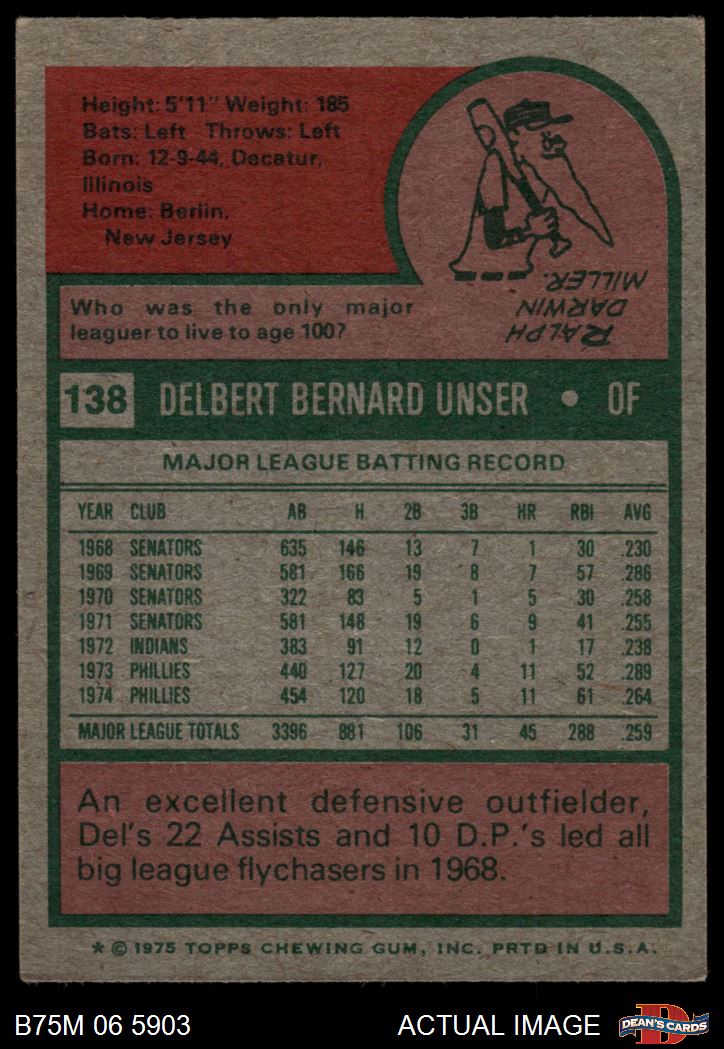 Height: 5'11" Weight: 185
Bats: Left Throws: Left
Born: 12-9-44, Decatur,
Illinois
Home: Berlin,
New Jersey
Who was the only major
leaguer to live to age 100?
RALPH
DARWIN
MILLER.
138 DELBERT BERNARD UNSER • OF
MAJOR LEAGUE BATTING RECORD
YEAR CLUB AB H 2B 3B HR RBI AVG
1968 SENATORS 635 146 13 7 1 30 .230
1969 SENATORS 581 166 19 8 7 57 .286
1970 SENATORS 322 83 5 1 5 30 .258
1971 SENATORS 581 148 19 6 9 41 .255
1972 INDIANS 383 91 12 0 1 17 .238
1973 PHILLIES 440 127 20 4 11 52 .289
1974 PHILLIES 454 120 18 5 11 61 .264
MAJOR LEAGUE TOTALS 3396 881 106 31 45 288 .259
An excellent defensive outfielder,
Del's 22 Assists and 10 D.P.'s led all
big league flychasers in 1968.
* © 1975 TOPPS CHEWING GUM, INC. PRTD IN U.S.A.
B75M 06 5903 ACTUAL IMAGE
D
DEAN'S CARDS